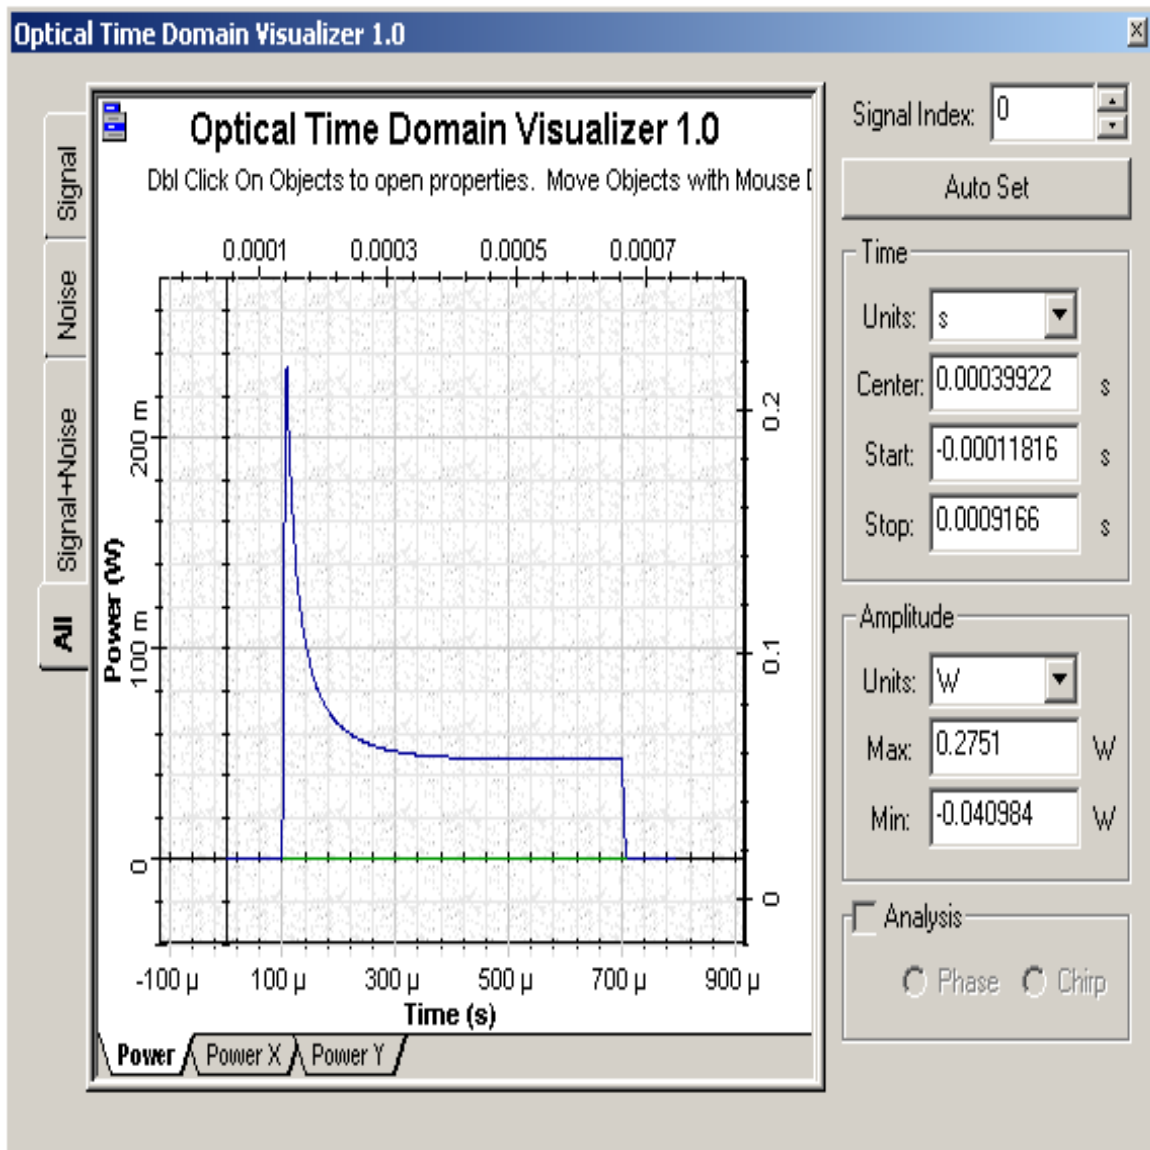 Optical Time Domain Visualizer 1.0
Signal
Noise
Signal+Noise
All
Optical Time Domain Visualizer 1.0
Dbl Click On Objects to open properties. Move Objects with Mouse D
0.0001 0.0003 0.0005 0.0007
Power (W)
200 m
100 m
0
0.2
0.1
0
-100 µ 100 µ 300 µ 500 µ 700 µ 900 µ
Time (s)
Power Power X Power Y
Signal Index: 0
Auto Set
Time
Units: s
Center: 0.00039922 s
Start: -0.00011816 s
Stop: 0.0009166 s
Amplitude
Units: W
Max: 0.2751 W
Min: -0.040984 W
Analysis
Phase Chirp